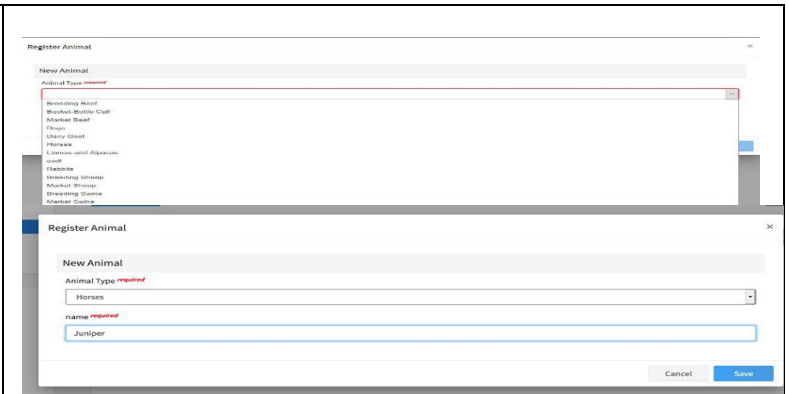 Register Animal ×
New Animal
Animal Type required
Breeding Beef
Bucket-Bottle Calf
Market Beef
Dogs
Dairy Goat
Horses
Llamas and Alpacas
esdf
Rabbits
Breeding Sheep
Market Sheep
Breeding Swine
Market Swine
Register Animal ×
New Animal
Animal Type required
Horses
name required
Juniper
Cancel Save